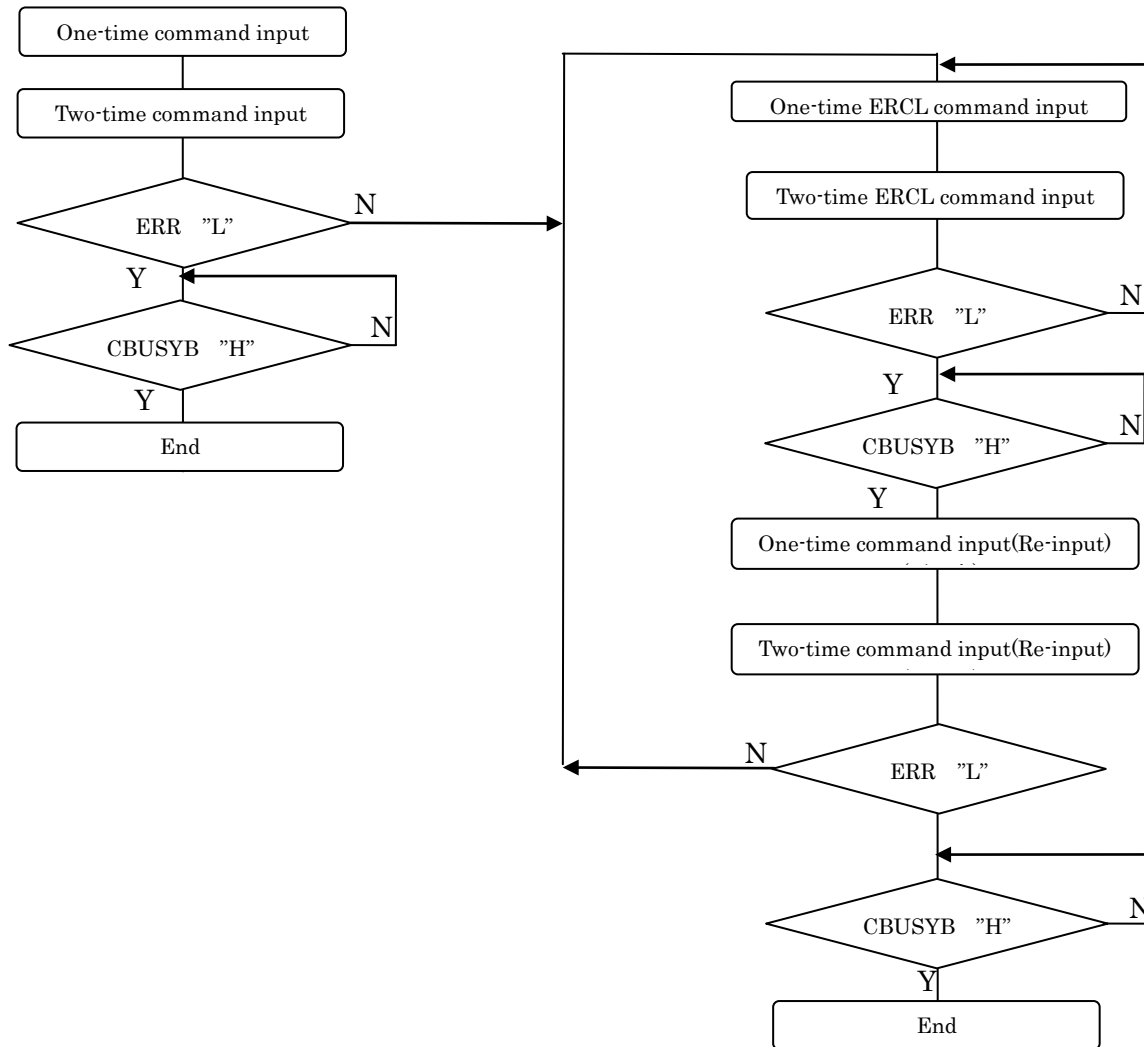 One-time command input
Two-time command input
ERR ”L”
N
Y
CBUSYB ”H”
N
Y
End
One-time ERCL command input
Two-time ERCL command input
ERR ”L”
N
Y
CBUSYB ”H”
N
Y
One-time command input(Re-input)
Two-time command input(Re-input)
N
ERR ”L”
CBUSYB ”H”
N
Y
End